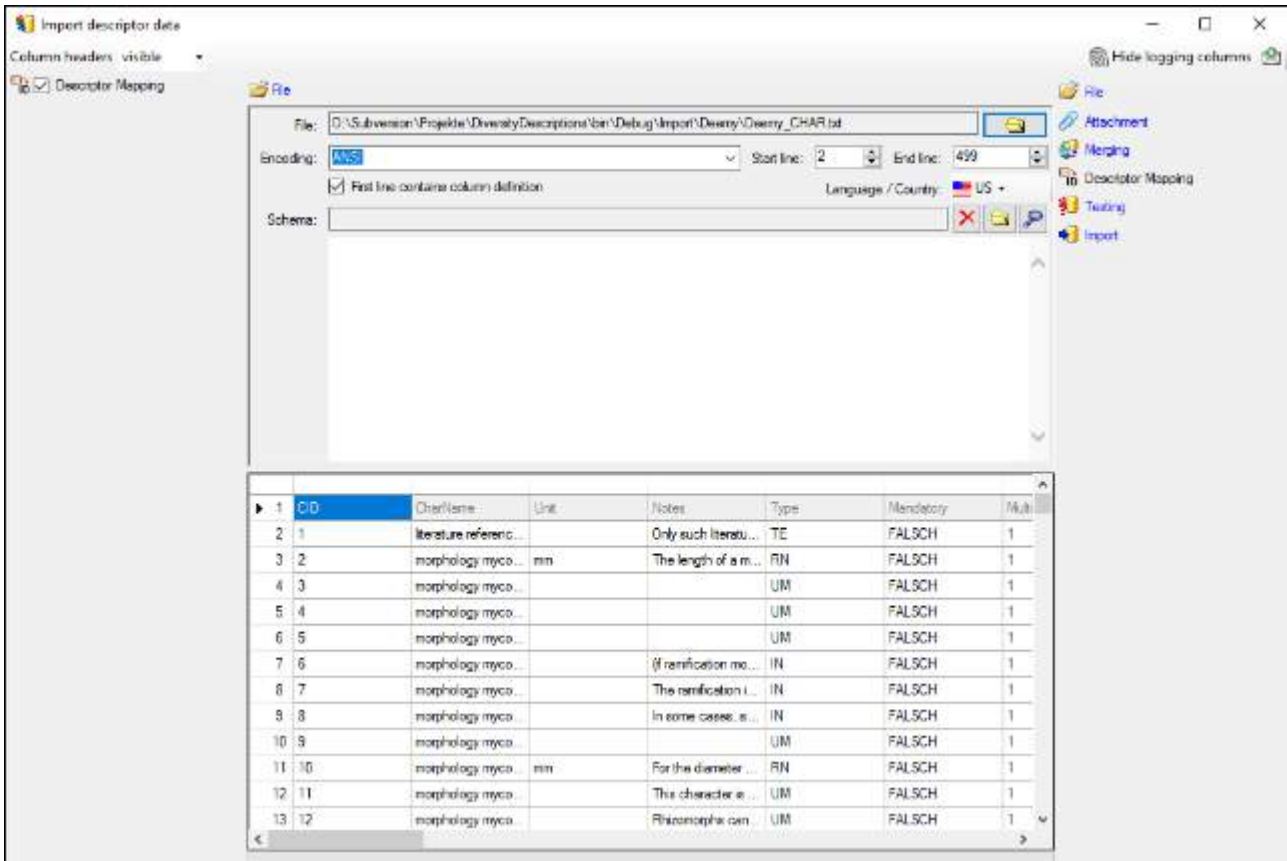 Import descriptor data
Column headers visible
Hide logging columns
Descriptor Mapping
File
File
File: D:\Subversion\Projekte\DiversityDescriptions\bin\Debug\Import\Deemy\Deemy_CHAR.txt
Attachment
Encoding: ANSI Start line: 2 End line: 499
Merging
First line contains column definition Language / Country: US
Descriptor Mapping
Schema:
Testing
Import
1 CID CharName Unit Notes Type Mandatory Multi
2 1 literature referenc... Only such literatu... TE FALSCH 1
3 2 morphology myco... mm The length of a m... RN FALSCH 1
4 3 morphology myco... UM FALSCH 1
5 4 morphology myco... UM FALSCH 1
6 5 morphology myco... UM FALSCH 1
7 6 morphology myco... (if ramification mo... IN FALSCH 1
8 7 morphology myco... The ramification i... IN FALSCH 1
9 8 morphology myco... In some cases, a... IN FALSCH 1
10 9 morphology myco... UM FALSCH 1
11 10 morphology myco... mm For the diameter ... RN FALSCH 1
12 11 morphology myco... This character is ... UM FALSCH 1
13 12 morphology myco... Rhizomorphs can... UM FALSCH 1